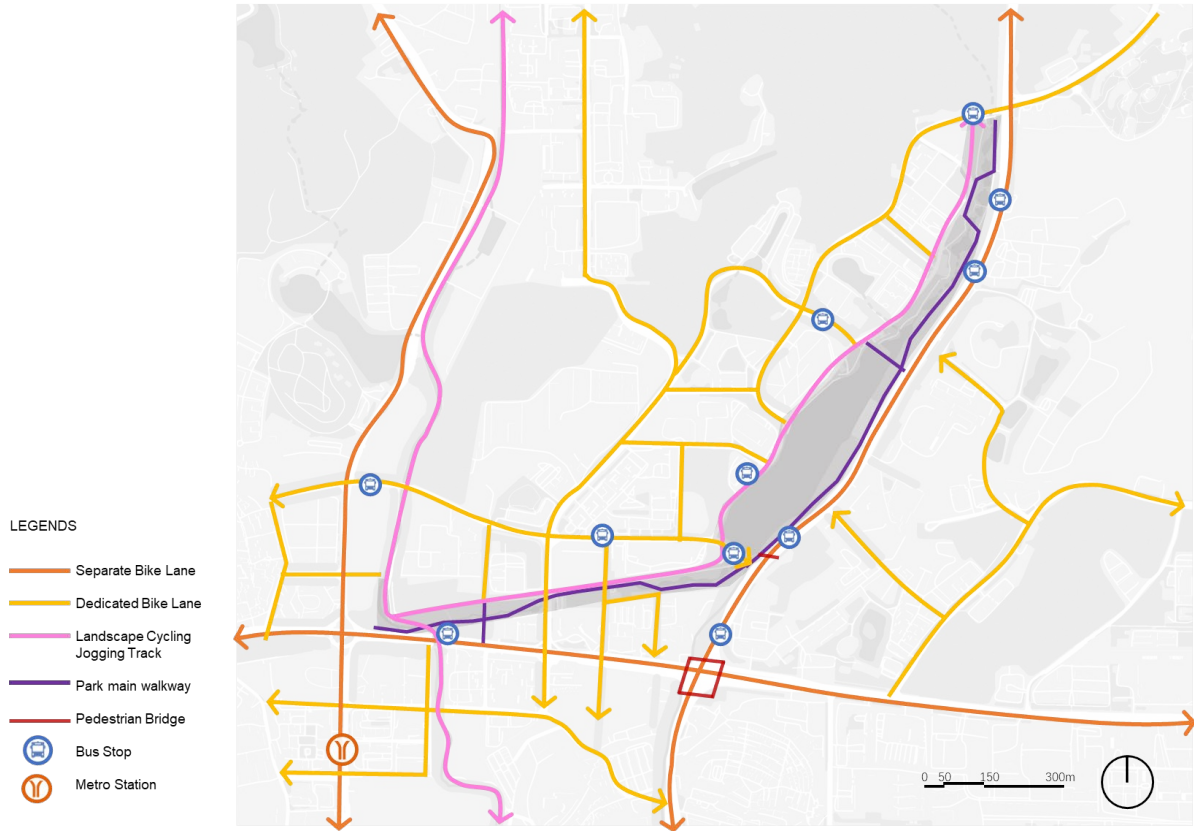 LEGENDS
Separate Bike Lane
Dedicated Bike Lane
Landscape Cycling
Jogging Track
Park main walkway
Pedestrian Bridge
Bus Stop
Metro Station
0 50 150 300m